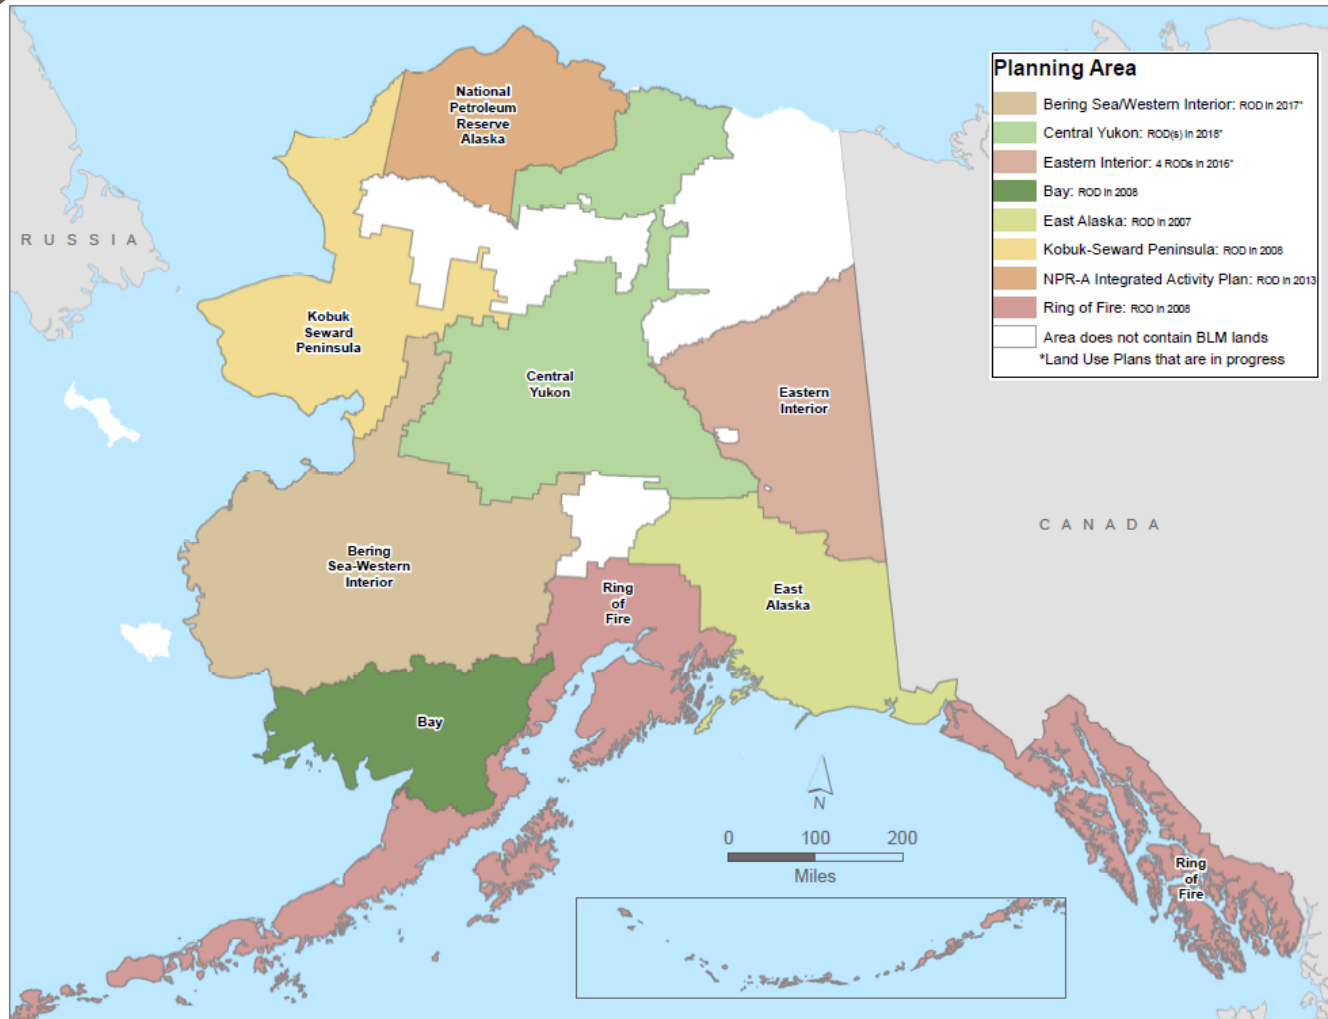 National
Petroleum
Reserve
Alaska
Planning Area
Bering Sea/Western Interior: ROD in 2017*
Central Yukon: ROD(s) in 2018*
Eastern Interior: 4 RODs in 2016*
Bay: ROD in 2008
East Alaska: ROD in 2007
Kobuk-Seward Peninsula: ROD in 2008
NPR-A Integrated Activity Plan: ROD in 2013
Ring of Fire: ROD in 2008
Area does not contain BLM lands
*Land Use Plans that are in progress
RUSSIA
Kobuk
Seward
Peninsula
Central
Yukon
Eastern
Interior
CANADA
Bering
Sea-Western
Interior
Ring
of
Fire
East
Alaska
Bay
N
0 100 200
Miles
Ring
of
Fire